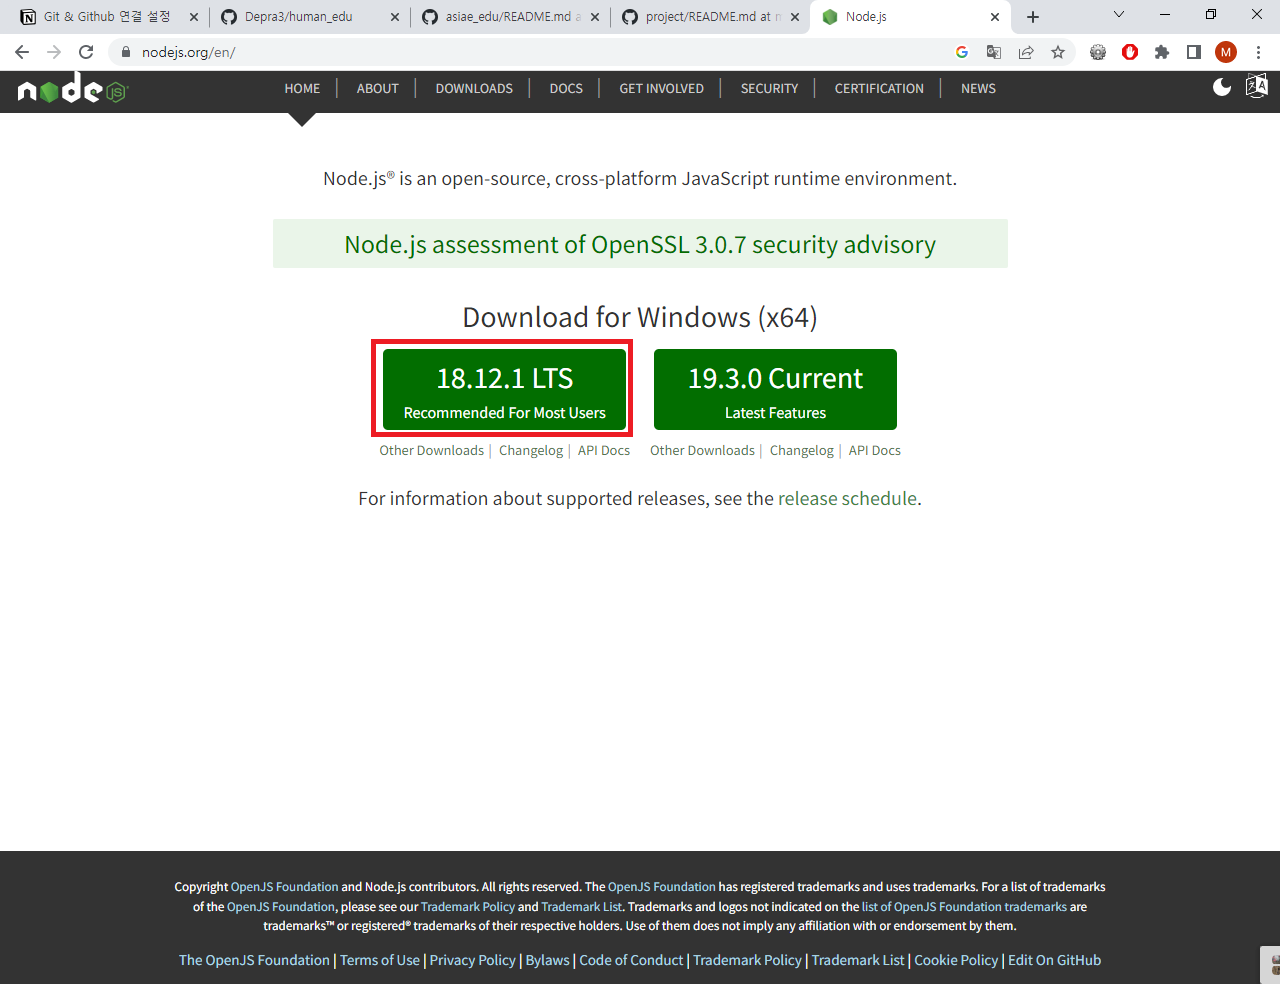 Git & Github 연결 설정
Depra3/human_edu
asiae_edu/README.md a
project/README.md at m
Node.js
nodejs.org/en/
M
node JS
HOME | ABOUT | DOWNLOADS | DOCS | GET INVOLVED | SECURITY | CERTIFICATION | NEWS
Node.js® is an open-source, cross-platform JavaScript runtime environment.
Node.js assessment of OpenSSL 3.0.7 security advisory
Download for Windows (x64)
18.12.1 LTS
Recommended For Most Users
19.3.0 Current
Latest Features
Other Downloads | Changelog | API Docs
Other Downloads | Changelog | API Docs
For information about supported releases, see the release schedule.
Copyright OpenJS Foundation and Node.js contributors. All rights reserved. The OpenJS Foundation has registered trademarks and uses trademarks. For a list of trademarks
of the OpenJS Foundation, please see our Trademark Policy and Trademark List. Trademarks and logos not indicated on the list of OpenJS Foundation trademarks are
trademarks™ or registered® trademarks of their respective holders. Use of them does not imply any affiliation with or endorsement by them.
The OpenJS Foundation | Terms of Use | Privacy Policy | Bylaws | Code of Conduct | Trademark Policy | Trademark List | Cookie Policy | Edit On GitHub